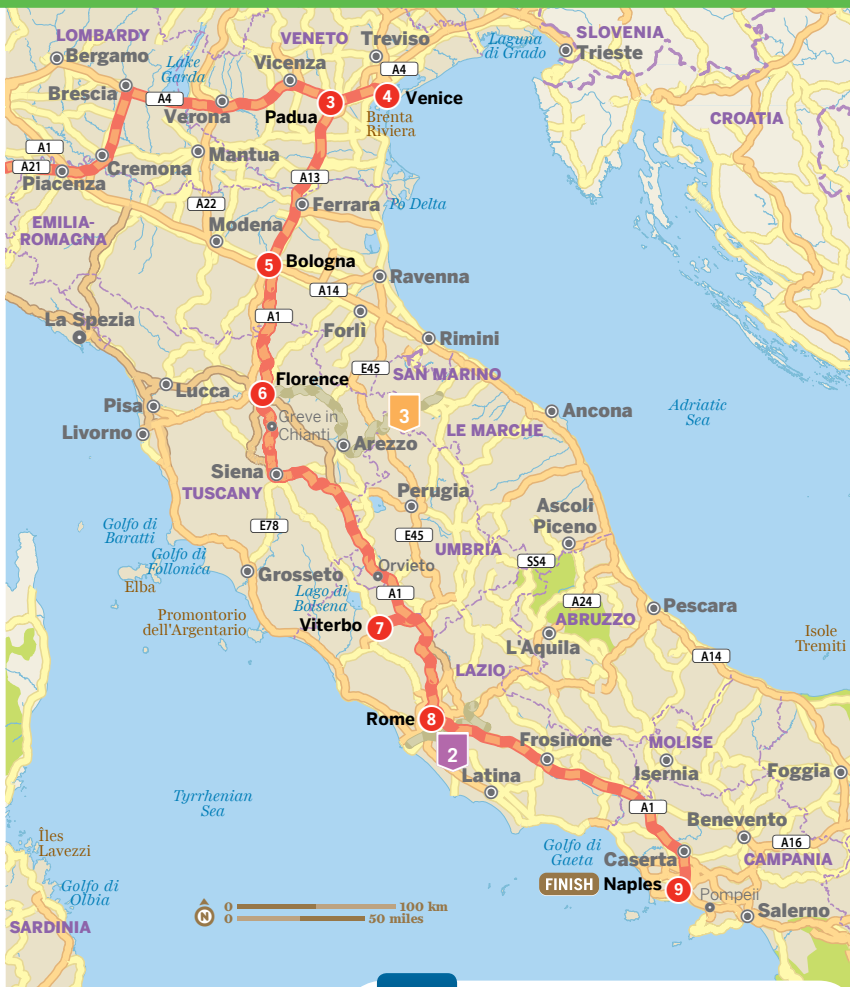 LOMBARDY
VENETO
Treviso
Laguna
di Grado
SLOVENIA
Trieste
Bergamo
Lake
Garda
Vicenza
A4
Brescia
A4
Verona
Padua
3
4
Venice
Brenta
Riviera
CROATIA
A1
A21
Piacenza
Cremona
Mantua
A13
A22
Ferrara
Po Delta
EMILIA-
ROMAGNA
Modena
5
Bologna
Ravenna
A14
A1
La Spezia
Forlì
Rimini
E45
SAN MARINO
Florence
6
Lucca
Pisa
Livorno
Greve in
Chianti
3
Arezzo
LE MARCHE
Ancona
Adriatic
Sea
Siena
TUSCANY
Perugia
Ascoli
Piceno
E78
E45
Golfo di
Baratti
Golfo di
Follonica
UMBRIA
SS4
Elba
Grosseto
Orvieto
Lago di
Bolsena
A1
A24
Pescara
Promontorio
dell'Argentario
Viterbo
7
ABRUZZO
L'Aquila
Isole
Tremiti
A14
LAZIO
Rome
8
2
Frosinone
MOLISE
Isernia
Foggia
Latina
Tyrrhenian
Sea
A1
Benevento
A16
Îles
Lavezzi
Golfo di
Gaeta
Caserta
CAMPANIA
Golfo di
Olbia
FINISH
Naples
9
Pompeii
Salerno
SARDINIA
N
0 100 km
0 50 miles